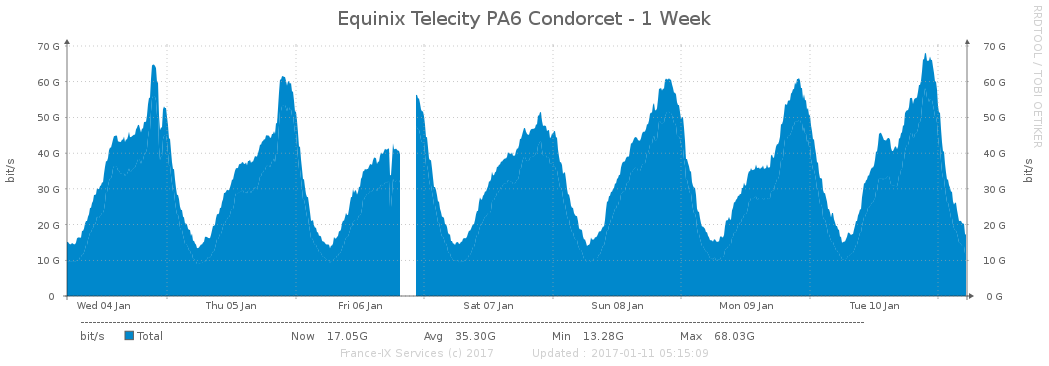 Equinix Telecity PA6 Condorcet - 1 Week
RRDTOOL / TOBI OETIKER
bit/s
70 G 70 G
60 G 60 G
50 G 50 G
40 G 40 G
30 G 30 G
20 G 20 G
10 G 10 G
0 0 G
bit/s
Wed 04 Jan Thu 05 Jan Fri 06 Jan Sat 07 Jan Sun 08 Jan Mon 09 Jan Tue 10 Jan
bit/s Total Now 17.05G Avg 35.30G Min 13.28G Max 68.03G
France-IX Services (c) 2017 Updated : 2017-01-11 05:15:09